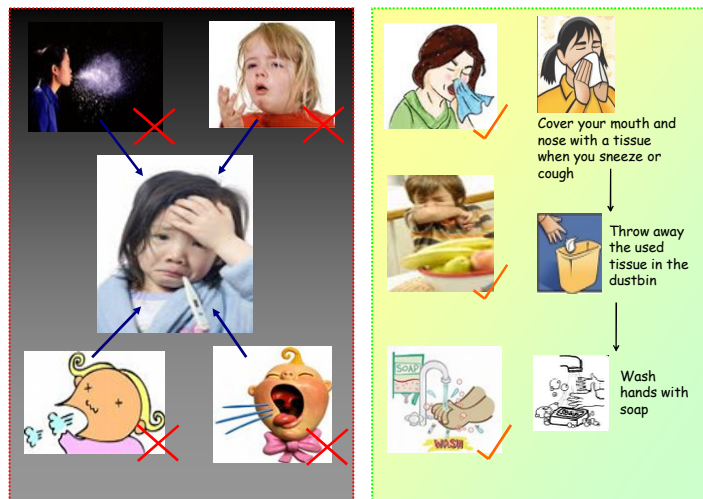 Cover your mouth and
nose with a tissue
when you sneeze or
cough
Throw away
the used
tissue in the
dustbin
SOAP
WASH
Wash
hands with
soap